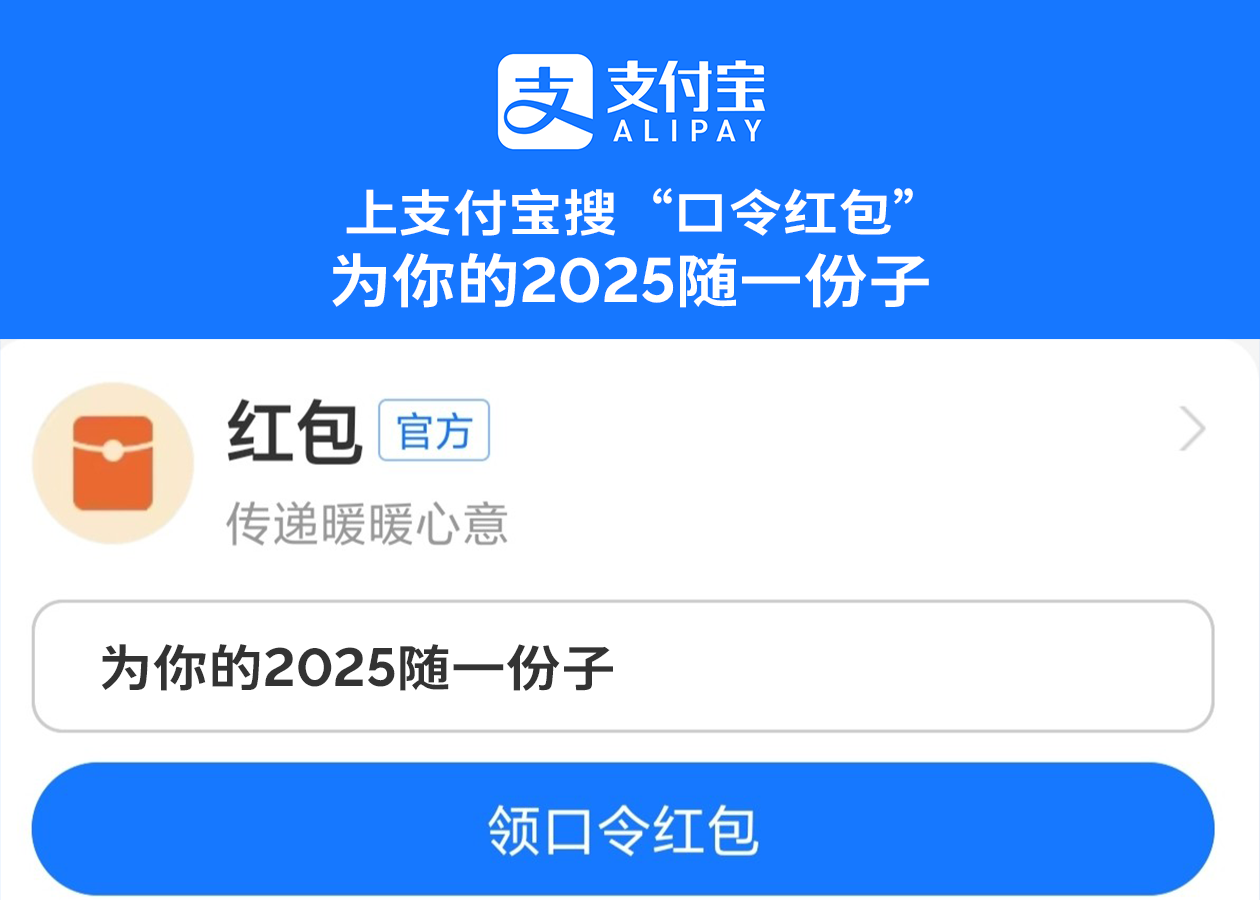 支 支付宝
ALIPAY
上支付宝搜“口令红包”
为你的2025随一份子
红包 官方
传递暖暖心意
为你的2025随一份子
领口令红包